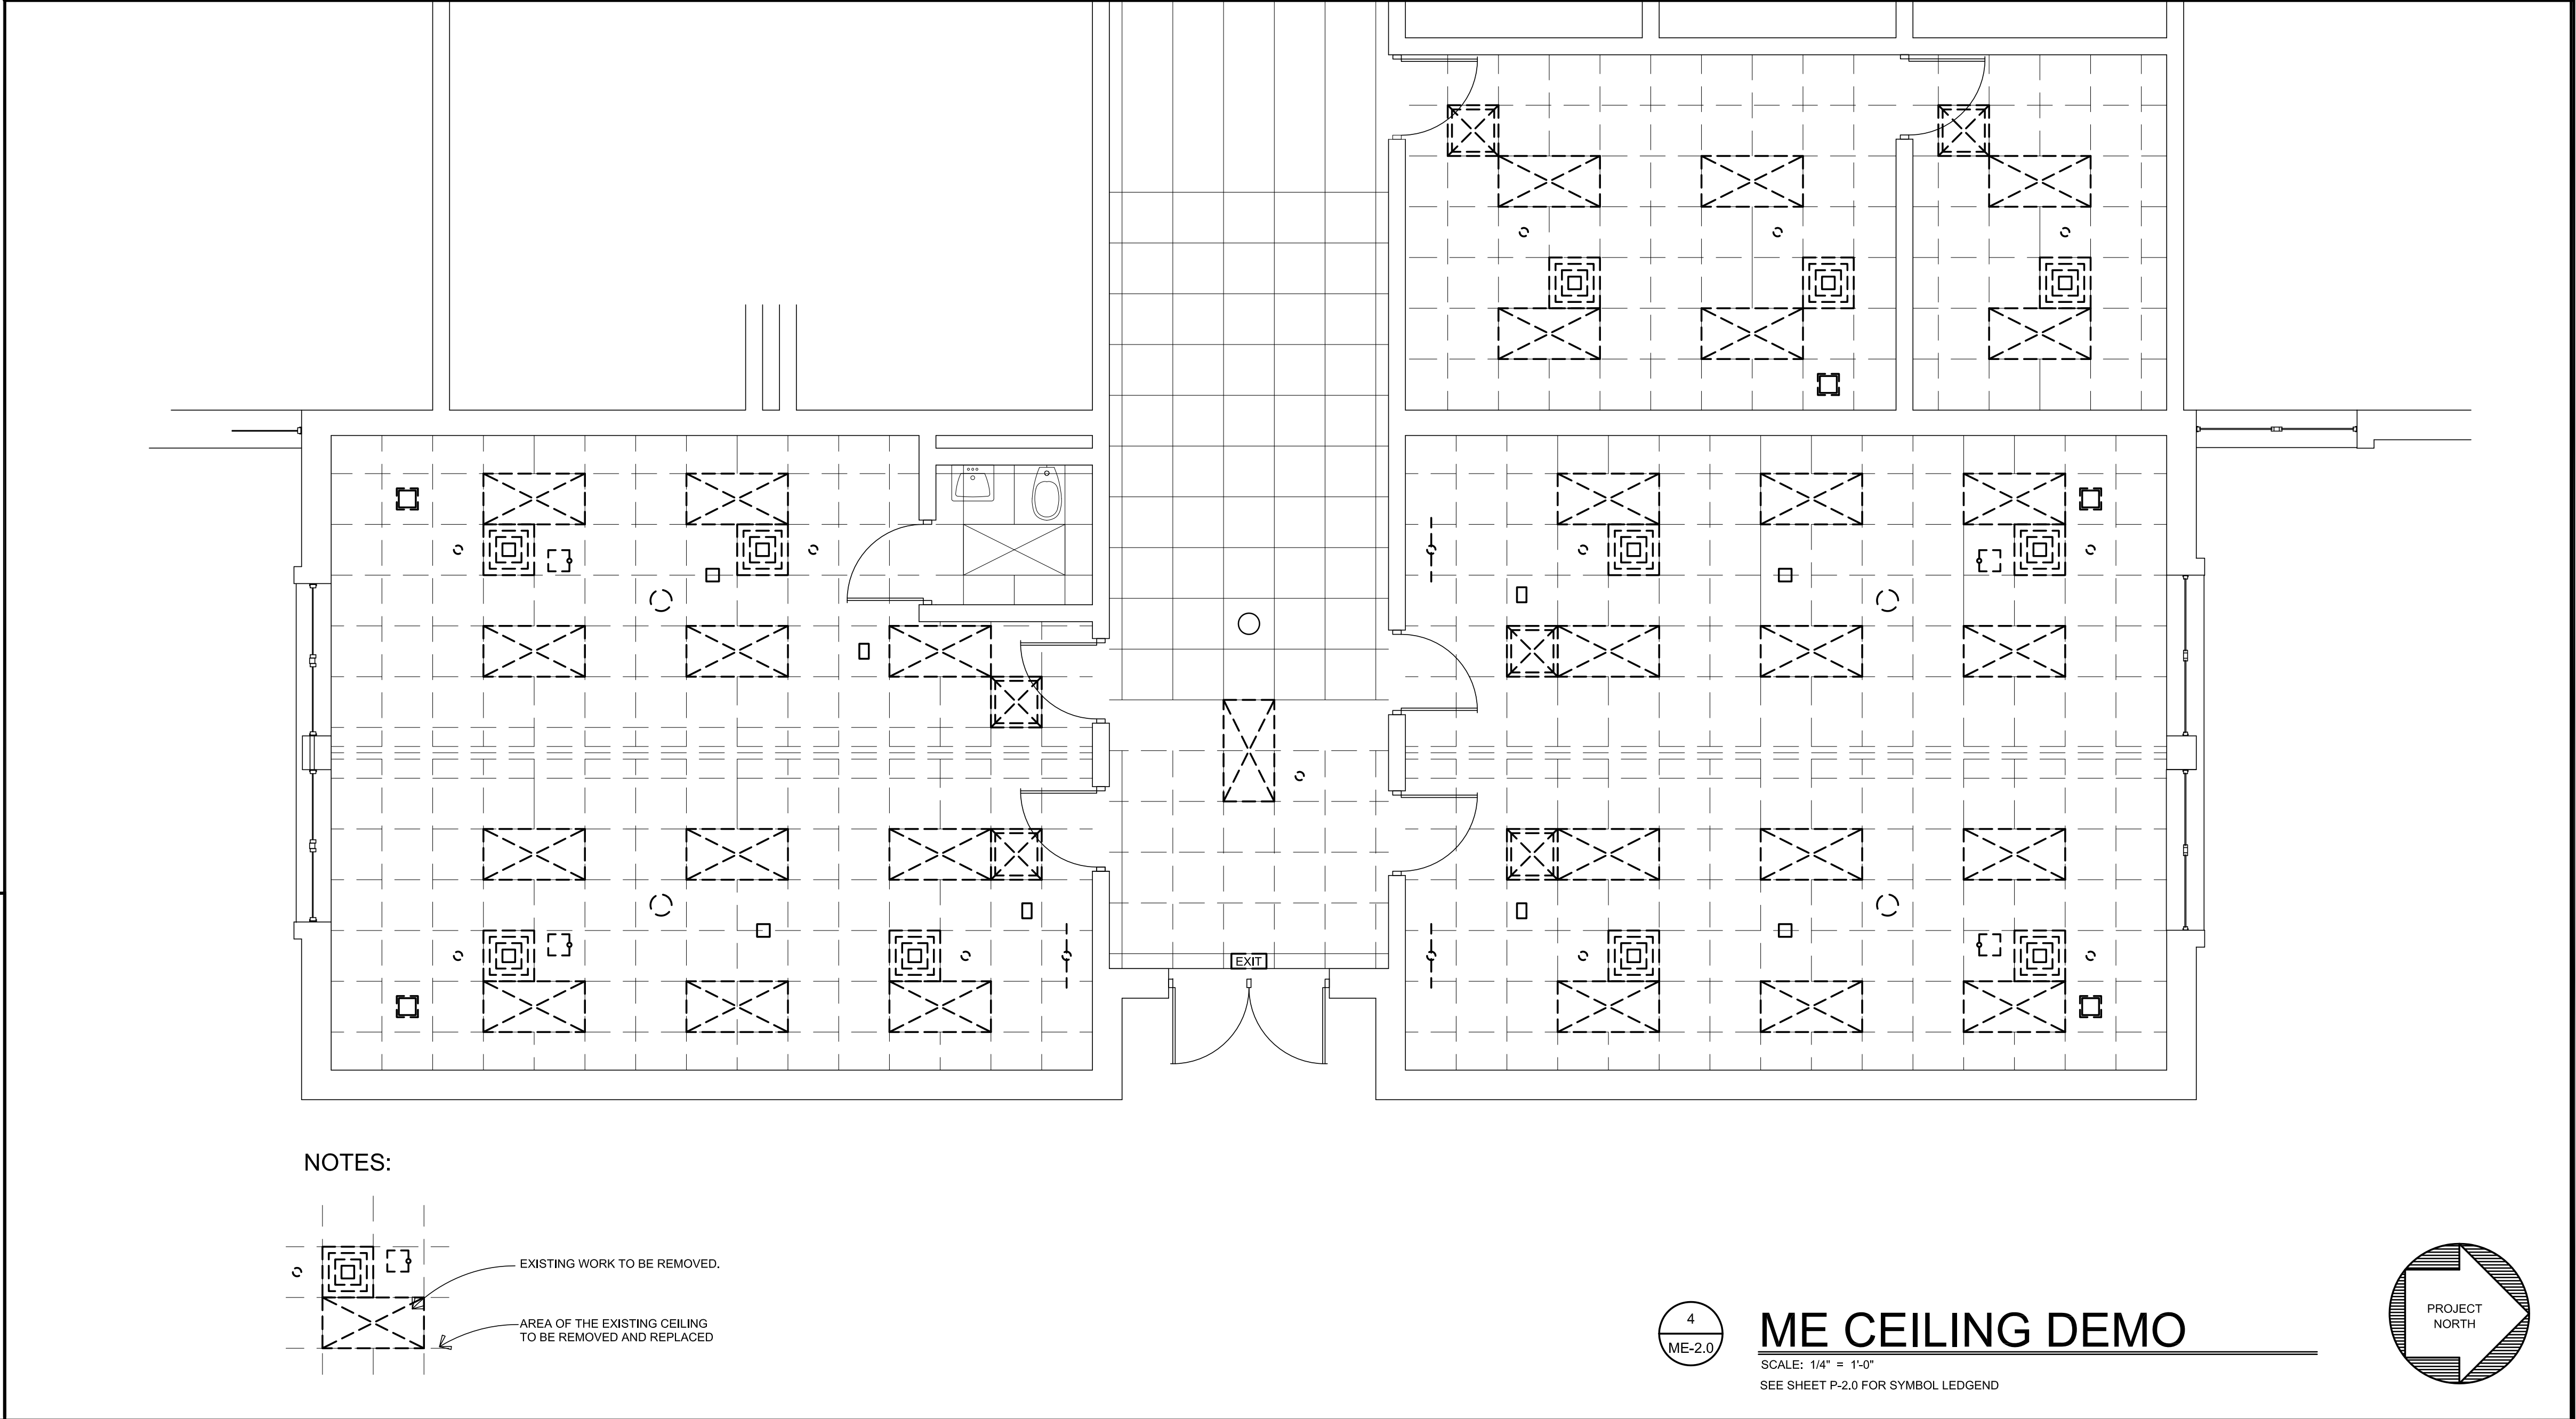 EXIT
NOTES:
EXISTING WORK TO BE REMOVED.
AREA OF THE EXISTING CEILING
TO BE REMOVED AND REPLACED
4
ME-2.0
ME CEILING DEMO
SCALE: 1/4" = 1'-0"
SEE SHEET P-2.0 FOR SYMBOL LEDGEND
PROJECT
NORTH